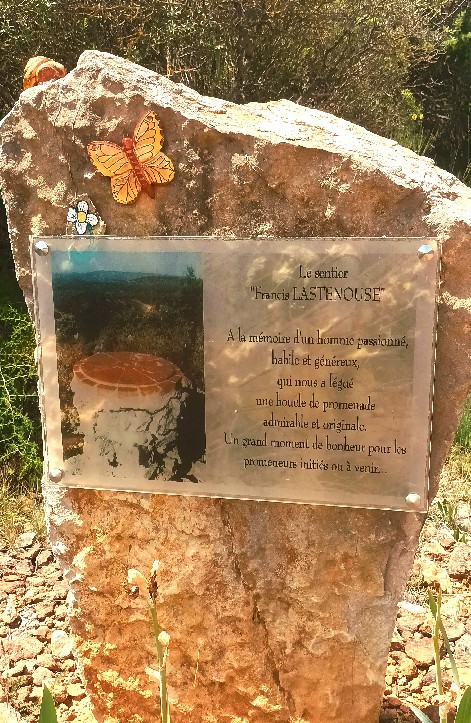 Le sentier
"Francis LASTENOUSE"
A la mémoire d'un homme passionné,
habile et généreux,
qui nous a légué
une boucle de promenade
admirable et originale.
Un grand moment de bonheur pour les
promeneurs initiés ou à venir...